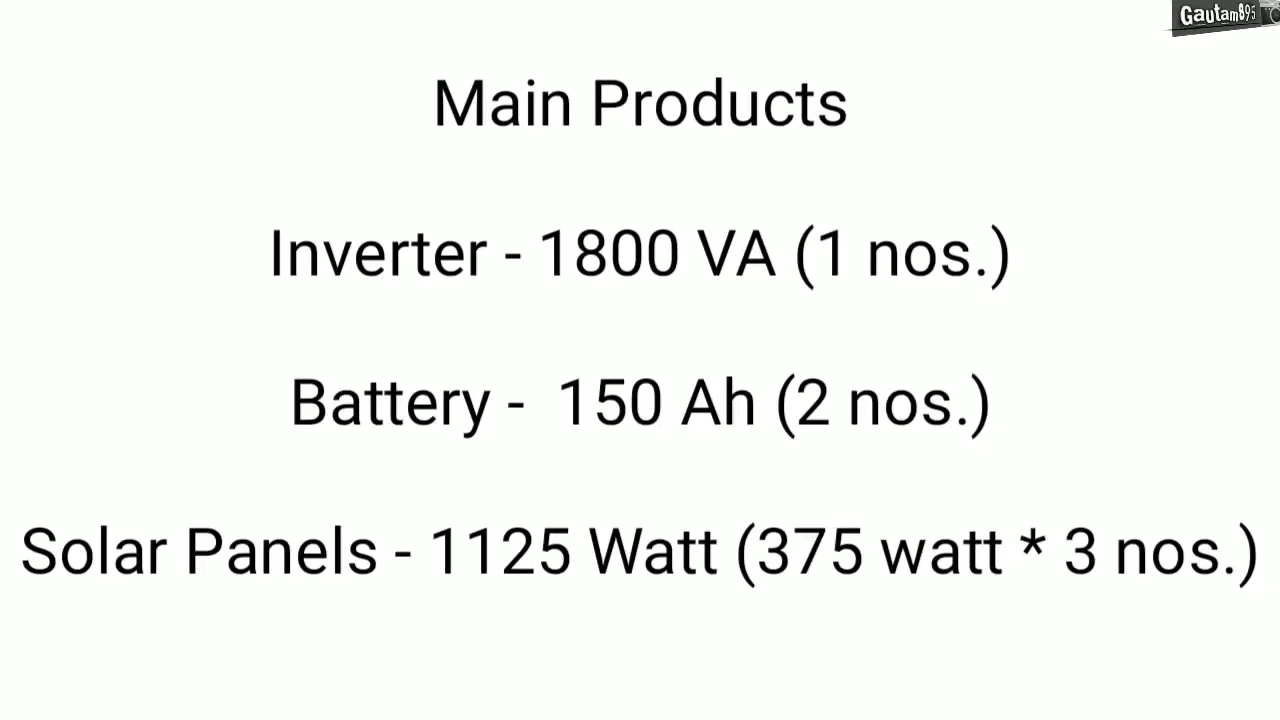 Gautam895
Main Products
Inverter - 1800 VA (1 nos.)
Battery - 150 Ah (2 nos.)
Solar Panels - 1125 Watt (375 watt * 3 nos.)